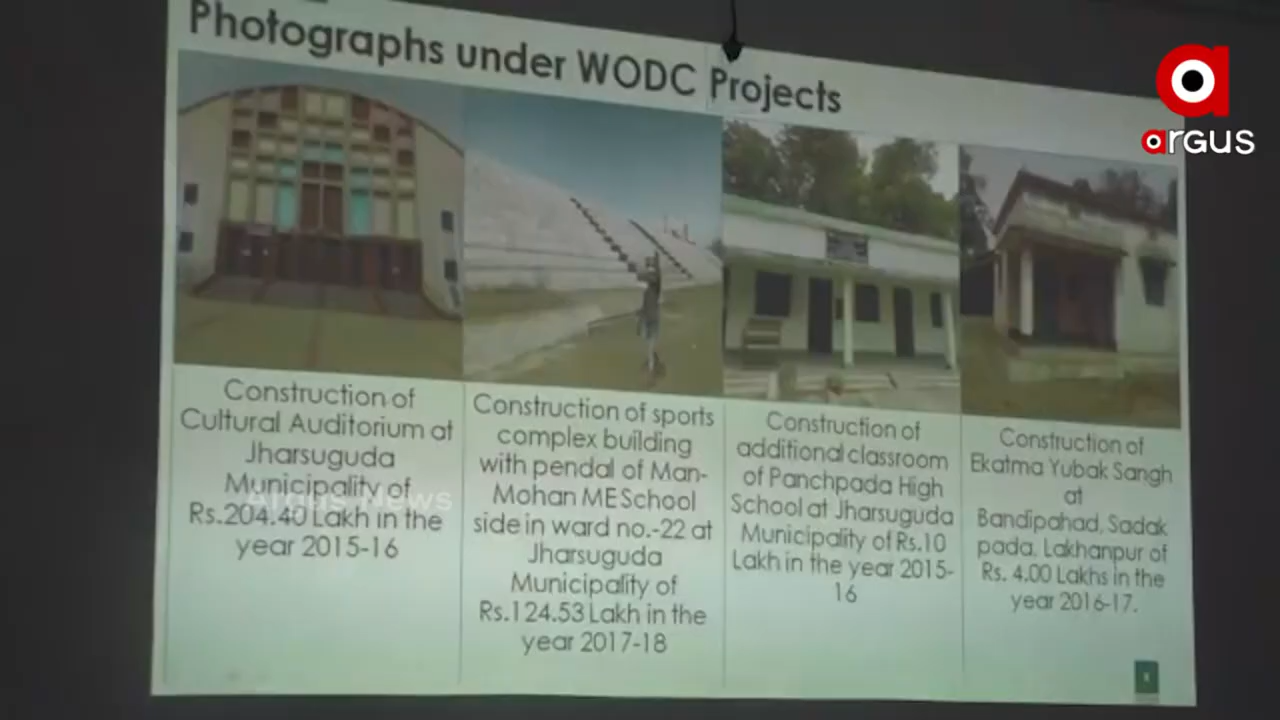 Photographs under WODC Projects
argus
Construction of
Cultural Auditorium at
Jharsuguda
Municipality of
Rs.204.40 Lakh in the
year 2015-16
Argus News
Construction of sports
complex building
with pendal of Man-
Mohan ME School
side in ward no.-22 at
Jharsuguda
Municipality of
Rs.124.53 Lakh in the
year 2017-18
Construction of
additional classroom
of Panchpada High
School at Jharsuguda
Municipality of Rs.10
Lakh in the year 2015-
16
Construction of
Ekatma Yubak Sangh
at
Bandipahad, Sadak
pada, Lakhanpur of
Rs. 4.00 Lakhs in the
year 2016-17.